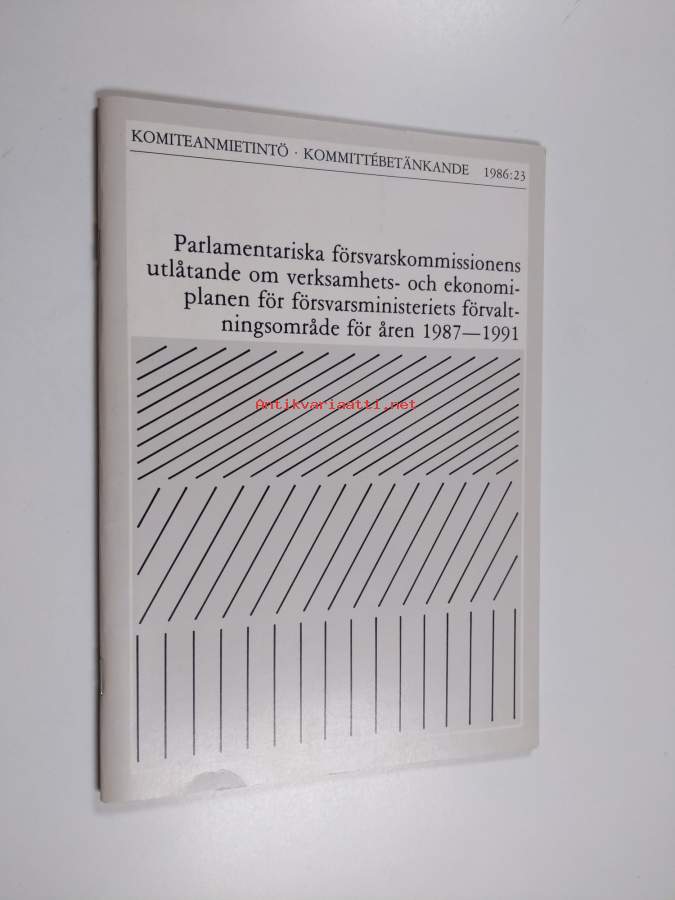 KOMITEANMIETINTÖ · KOMMITTÉBETÄNKANDE 1986:23
Parlamentariska försvarskommissionens
utlåtande om verksamhets- och ekonomi-
planen för försvarsministeriets förvalt-
ningsområde för åren 1987—1991
Antikvariaatti.net